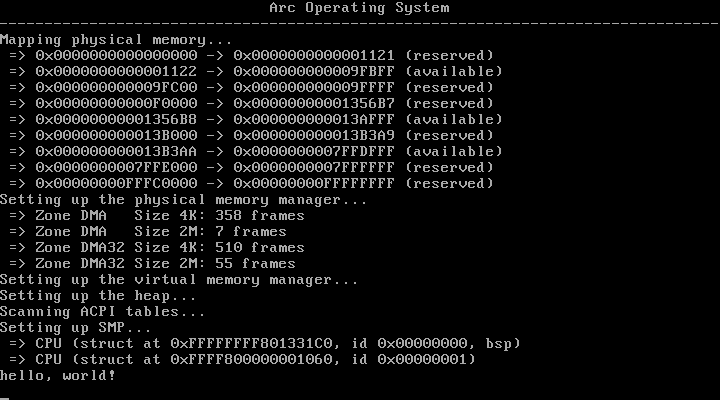 Arc Operating System
Mapping physical memory...
=> 0x0000000000000000 -> 0x0000000000001121 (reserved)
=> 0x0000000000001122 -> 0x000000000009FBFF (available)
=> 0x000000000009FC00 -> 0x000000000009FFFF (reserved)
=> 0x00000000000F0000 -> 0x00000000001356B7 (reserved)
=> 0x00000000001356B8 -> 0x000000000013AFFF (available)
=> 0x000000000013B000 -> 0x000000000013B3A9 (reserved)
=> 0x000000000013B3AA -> 0x0000000007FFDFFF (available)
=> 0x0000000007FFE000 -> 0x0000000007FFFFFF (reserved)
=> 0x00000000FFFC0000 -> 0x00000000FFFFFFFF (reserved)
Setting up the physical memory manager...
=> Zone DMA   Size 4K: 358 frames
=> Zone DMA   Size 2M: 7 frames
=> Zone DMA32 Size 4K: 510 frames
=> Zone DMA32 Size 2M: 55 frames
Setting up the virtual memory manager...
Setting up the heap...
Scanning ACPI tables...
Setting up SMP...
=> CPU (struct at 0xFFFFFFFF801331C0, id 0x00000000, bsp)
=> CPU (struct at 0xFFFF800000001060, id 0x00000001)
hello, world!